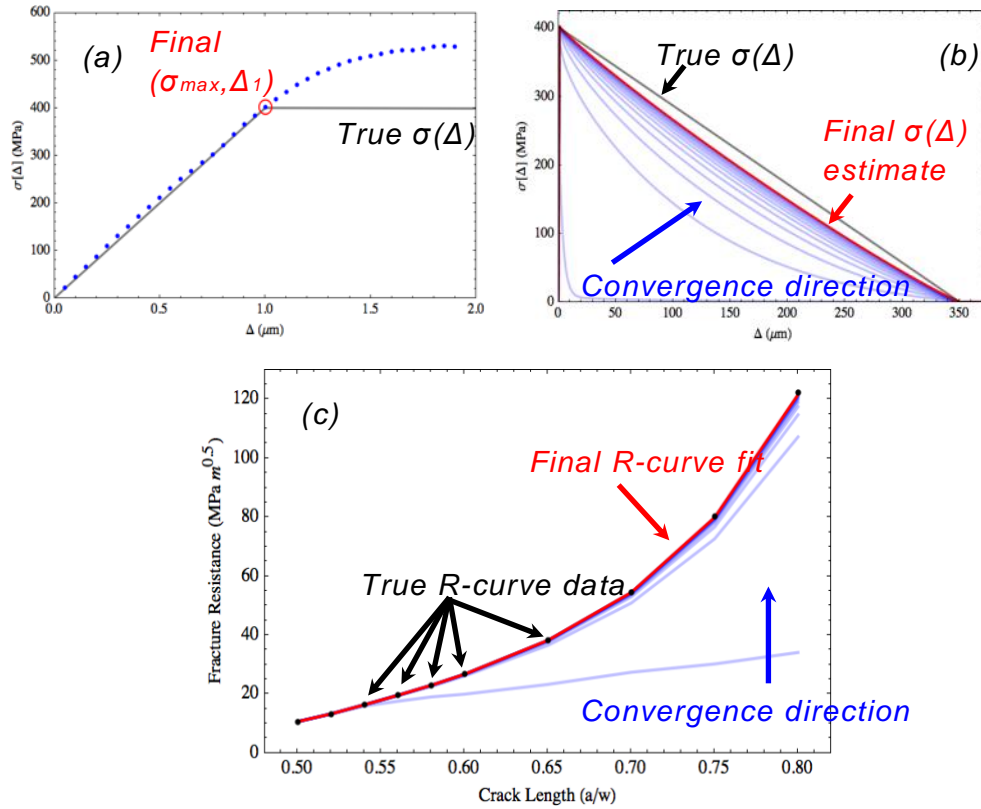 (a)
Final
(σmax,Δ1)
True σ(Δ)
600
500
400
300
200
100
0
0.0
0.5
1.0
1.5
2.0
σ[Δ] (MPa)
Δ (μm)
(b)
True σ(Δ)
Final σ(Δ)
estimate
Convergence direction
400
300
200
100
0
0
50
100
150
200
250
300
350
σ[Δ] (MPa)
Δ (μm)
(c)
Final R-curve fit
True R-curve data
Convergence direction
120
100
80
60
40
20
0
0.50
0.55
0.60
0.65
0.70
0.75
0.80
Fracture Resistance (MPa m^0.5)
Crack Length (a/w)